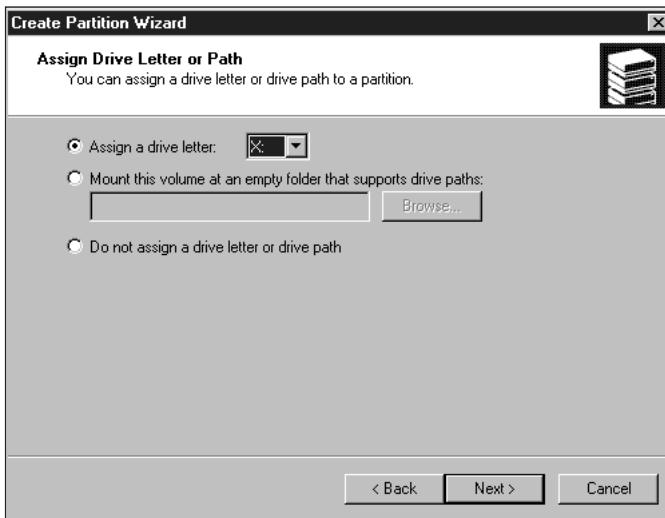 Create Partition Wizard
Assign Drive Letter or Path
You can assign a drive letter or drive path to a partition.
Assign a drive letter: X:
Mount this volume at an empty folder that supports drive paths:
Browse...
Do not assign a drive letter or drive path
< Back Next > Cancel